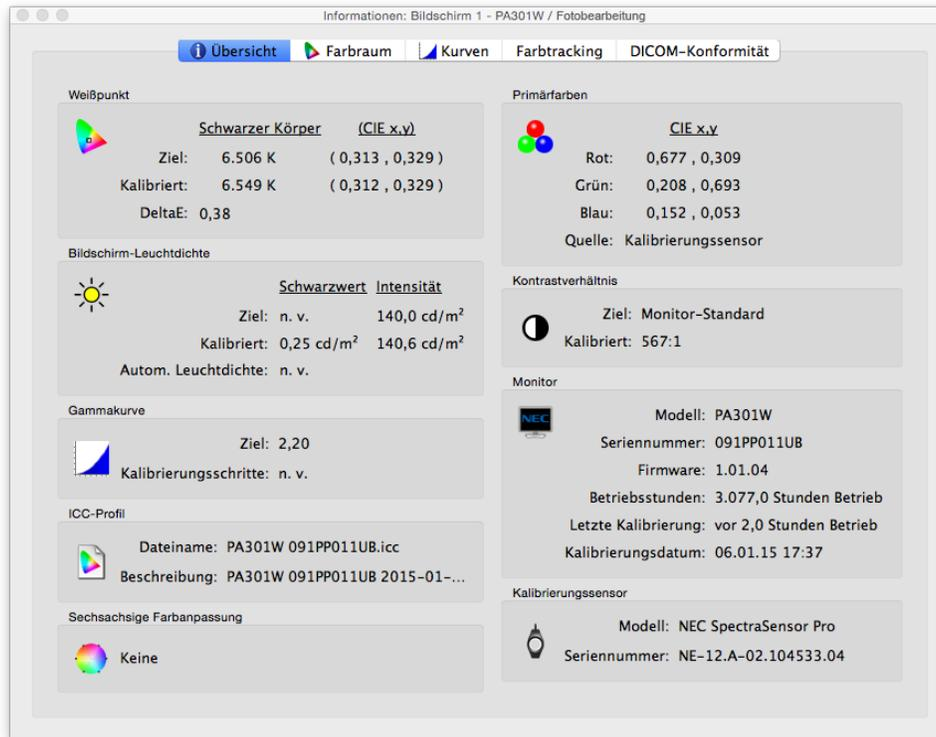 Informationen: Bildschirm 1 - PA301W / Fotobearbeitung
Übersicht Farbraum Kurven Farbtracking DICOM-Konformität
Weißpunkt
Schwarzer Körper (CIE x,y)
Ziel: 6.506 K ( 0,313 , 0,329 )
Kalibriert: 6.549 K ( 0,312 , 0,329 )
DeltaE: 0,38
Bildschirm-Leuchtdichte
Schwarzwert Intensität
Ziel: n. v. 140,0 cd/m²
Kalibriert: 0,25 cd/m² 140,6 cd/m²
Autom. Leuchtdichte: n. v.
Gammakurve
Ziel: 2,20
Kalibrierungsschritte: n. v.
ICC-Profil
Dateiname: PA301W 091PP011UB.icc
Beschreibung: PA301W 091PP011UB 2015-01-...
Sechsachsige Farbanpassung
Keine
Primärfarben
CIE x,y
Rot: 0,677 , 0,309
Grün: 0,208 , 0,693
Blau: 0,152 , 0,053
Quelle: Kalibrierungssensor
Kontrastverhältnis
Ziel: Monitor-Standard
Kalibriert: 567:1
Monitor
NEC
Modell: PA301W
Seriennummer: 091PP011UB
Firmware: 1.01.04
Betriebsstunden: 3.077,0 Stunden Betrieb
Letzte Kalibrierung: vor 2,0 Stunden Betrieb
Kalibrierungsdatum: 06.01.15 17:37
Kalibrierungssensor
Modell: NEC SpectraSensor Pro
Seriennummer: NE-12.A-02.104533.04